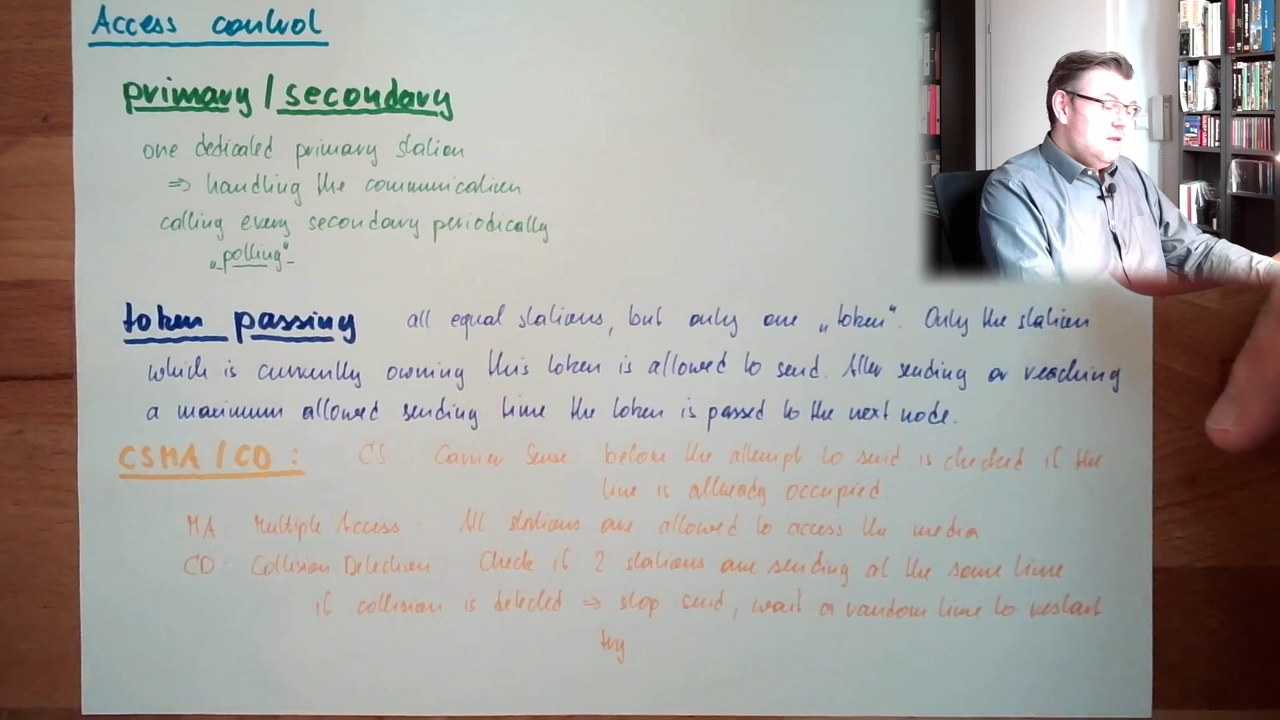 Access control
primary / secondary
one dedicated primary station
⇒ handling the communication
calling every secondary periodically
„polling"
token passing all equal stations, but only one „token". Only the station
which is currently owning this token is allowed to send. After sending or reaching
a maximum allowed sending time the token is passed to the next node.
CSMA / CD: CS: Carrier Sense: before the attempt to send is checked if the
line is allready occupied.
MA: Multiple Access: All stations are allowed to access the media
CD: Collision Detection: Check if 2 stations are sending at the same time
if collision is detected ⇒ stop send, wait a random time to restart
try